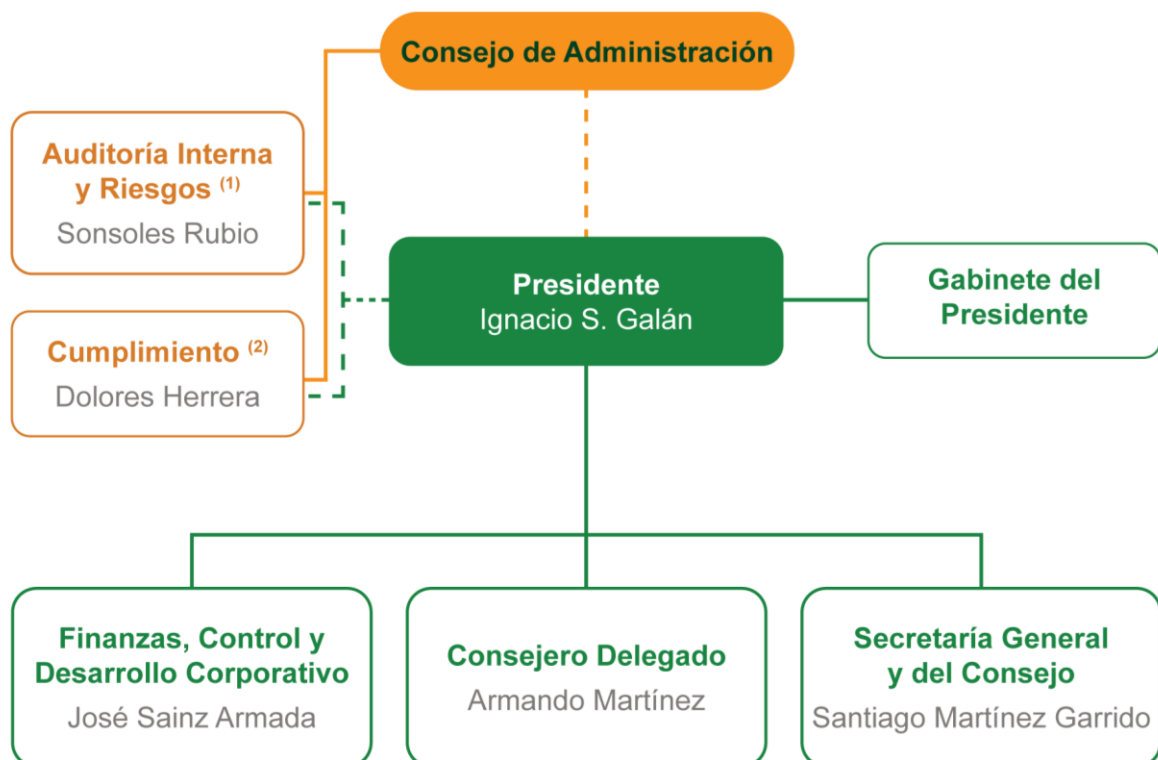 Consejo de Administración
Auditoría Interna
y Riesgos (1)
Sonsoles Rubio
Presidente
Ignacio S. Galán
Gabinete del
Presidente
Cumplimiento (2)
Dolores Herrera
Finanzas, Control y
Desarrollo Corporativo
José Sainz Armada
Consejero Delegado
Armando Martínez
Secretaría General
y del Consejo
Santiago Martínez Garrido